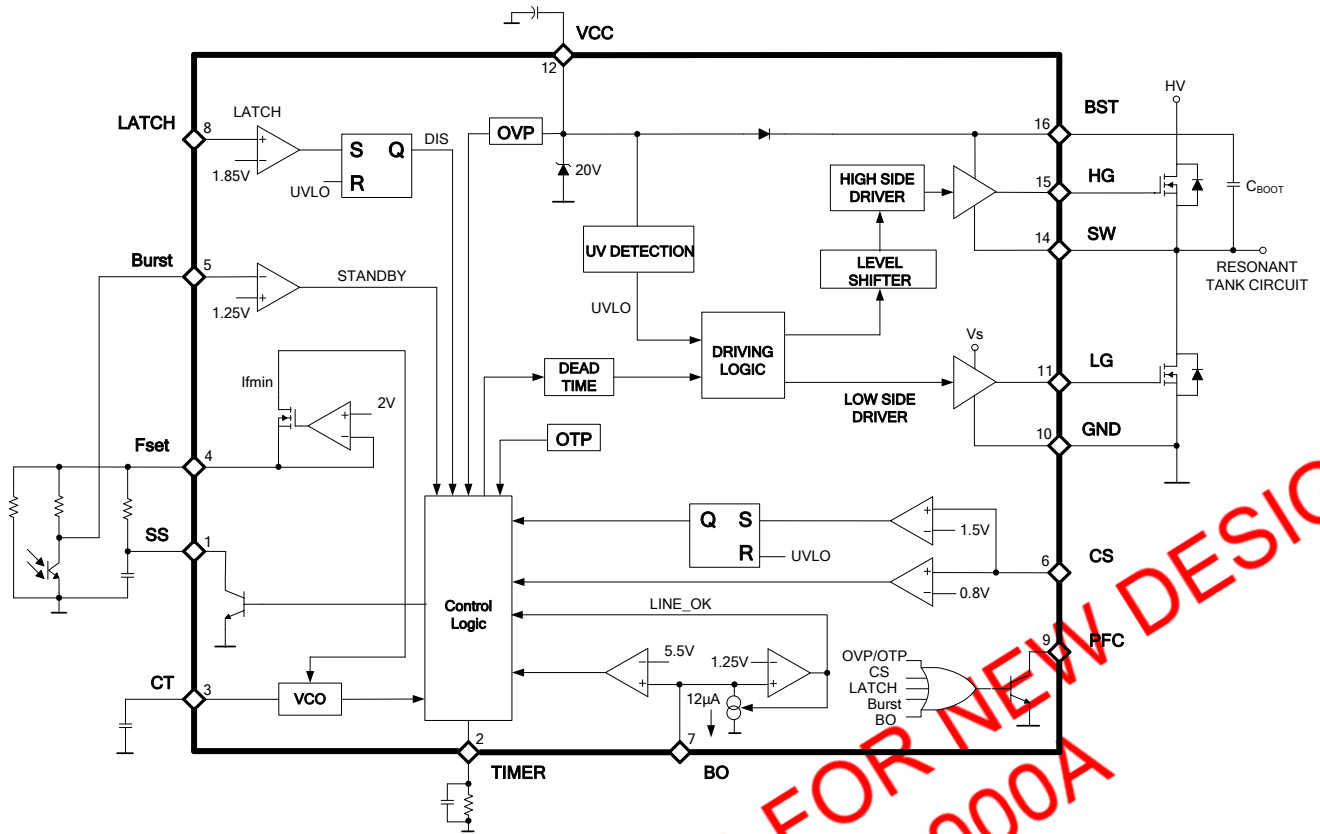 VCC
12
HV
LATCH
8
LATCH
+
−
1.85V
UVLO
S Q
R
DIS
OVP
20V
16
BST
HIGH SIDE
DRIVER
15
HG
C_BOOT
14
SW
RESONANT
TANK CIRCUIT
UV DETECTION
UVLO
LEVEL
SHIFTER
Burst
5
−
+
1.25V
STANDBY
DRIVING
LOGIC
Vs
11
LG
LOW SIDE
DRIVER
DEAD
TIME
Ifmin
+
−
2V
OTP
10
GND
Fset
4
SS
1
Q S
R
UVLO
+
−
1.5V
6
CS
+
−
0.8V
Control
Logic
LINE_OK
5.5V
−
+
1.25V
−
+
12µA
9
PFC
OVP/OTP
CS
LATCH
Burst
BO
CT
3
VCO
2
TIMER
7
BO
FOR NEW DESIG
000A